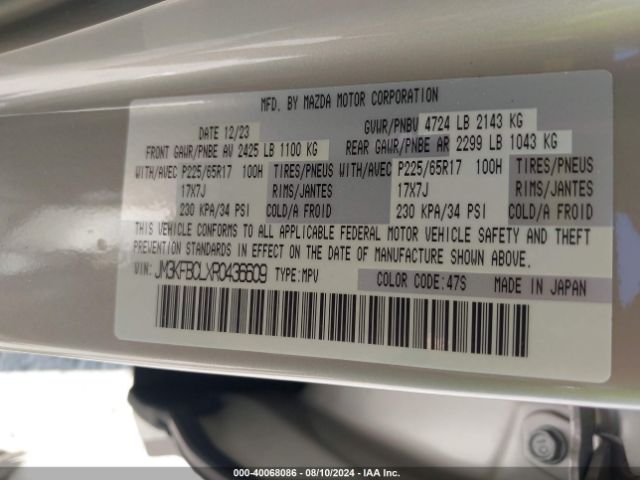 MFD. BY MAZDA MOTOR CORPORATION
DATE 12/23 GVWR/PNBV 4724 LB 2143 KG
FRONT GAWR/PNBE AV 2425 LB 1100 KG REAR GAWR/PNBE AR 2299 LB 1043 KG
WITH/AVEC P225/65R17 100H TIRES/PNEUS WITH/AVEC P225/65R17 100H TIRES/PNEUS
17X7J RIMS/JANTES 17X7J RIMS/JANTES
230 KPA/34 PSI COLD/A FROID 230 KPA/34 PSI COLD/A FROID
THIS VEHICLE CONFORMS TO ALL APPLICABLE FEDERAL MOTOR VEHICLE SAFETY AND THEFT
PREVENTION STANDARDS IN EFFECT ON THE DATE OF MANUFACTURE SHOWN ABOVE.
VIN: JM3KFBCLXR0436609 TYPE:MPV COLOR CODE:47S MADE IN JAPAN
000-40068086 - 08/10/2024 - IAA Inc.